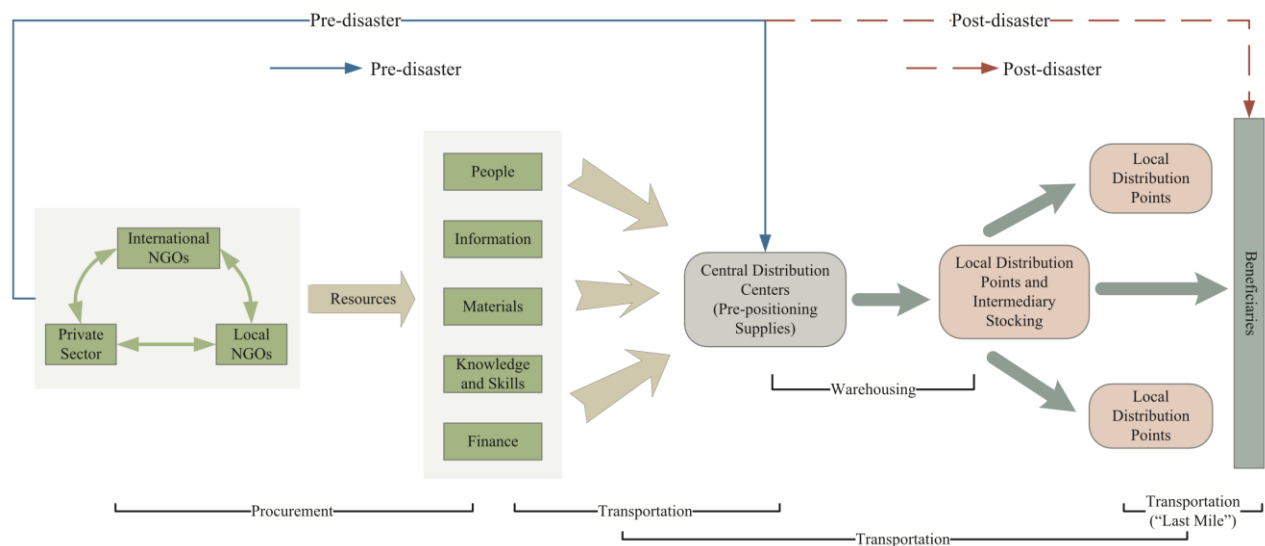 Pre-disaster
Post-disaster
Pre-disaster
Post-disaster
International
NGOs
Private
Sector
Local
NGOs
Resources
People
Information
Materials
Knowledge
and Skills
Finance
Central Distribution
Centers
(Pre-positioning
Supplies)
Local Distribution
Points and
Intermediary
Stocking
Local
Distribution
Points
Local
Distribution
Points
Beneficiaries
Warehousing
Procurement
Transportation
Transportation
(“Last Mile”)
Transportation